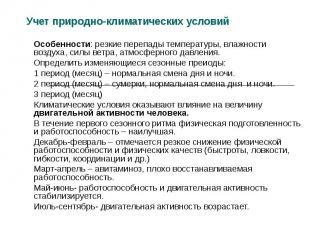 Учет природно-климатических условий
Особенности: резкие перепады температуры, влажности
воздуха, силы ветра, атмосферного давления.
Определить изменяющиеся сезонные преиоды:
1 период (месяц) – нормальная смена дня и ночи.
2 период (месяц) – сумерки, нормальная смена дня и ночи.
3 период (месяц)
Климатические условия оказывают влияние на величину
двигательной активности человека.
В течение первого сезонного ритма физическая подготовленность
и работоспособность – наилучшая.
Декабрь-февраль – отмечается резкое снижение физической
работоспособности и физических качеств (быстроты, ловкости,
гибкости, координации и др.)
Март-апрель – авитаминоз, плохо восстанавливаемая
работоспособность.
Май-июнь- работоспособность и двигательная активность
стабилизируется.
Июль-сентябрь- двигательная активность возрастает.